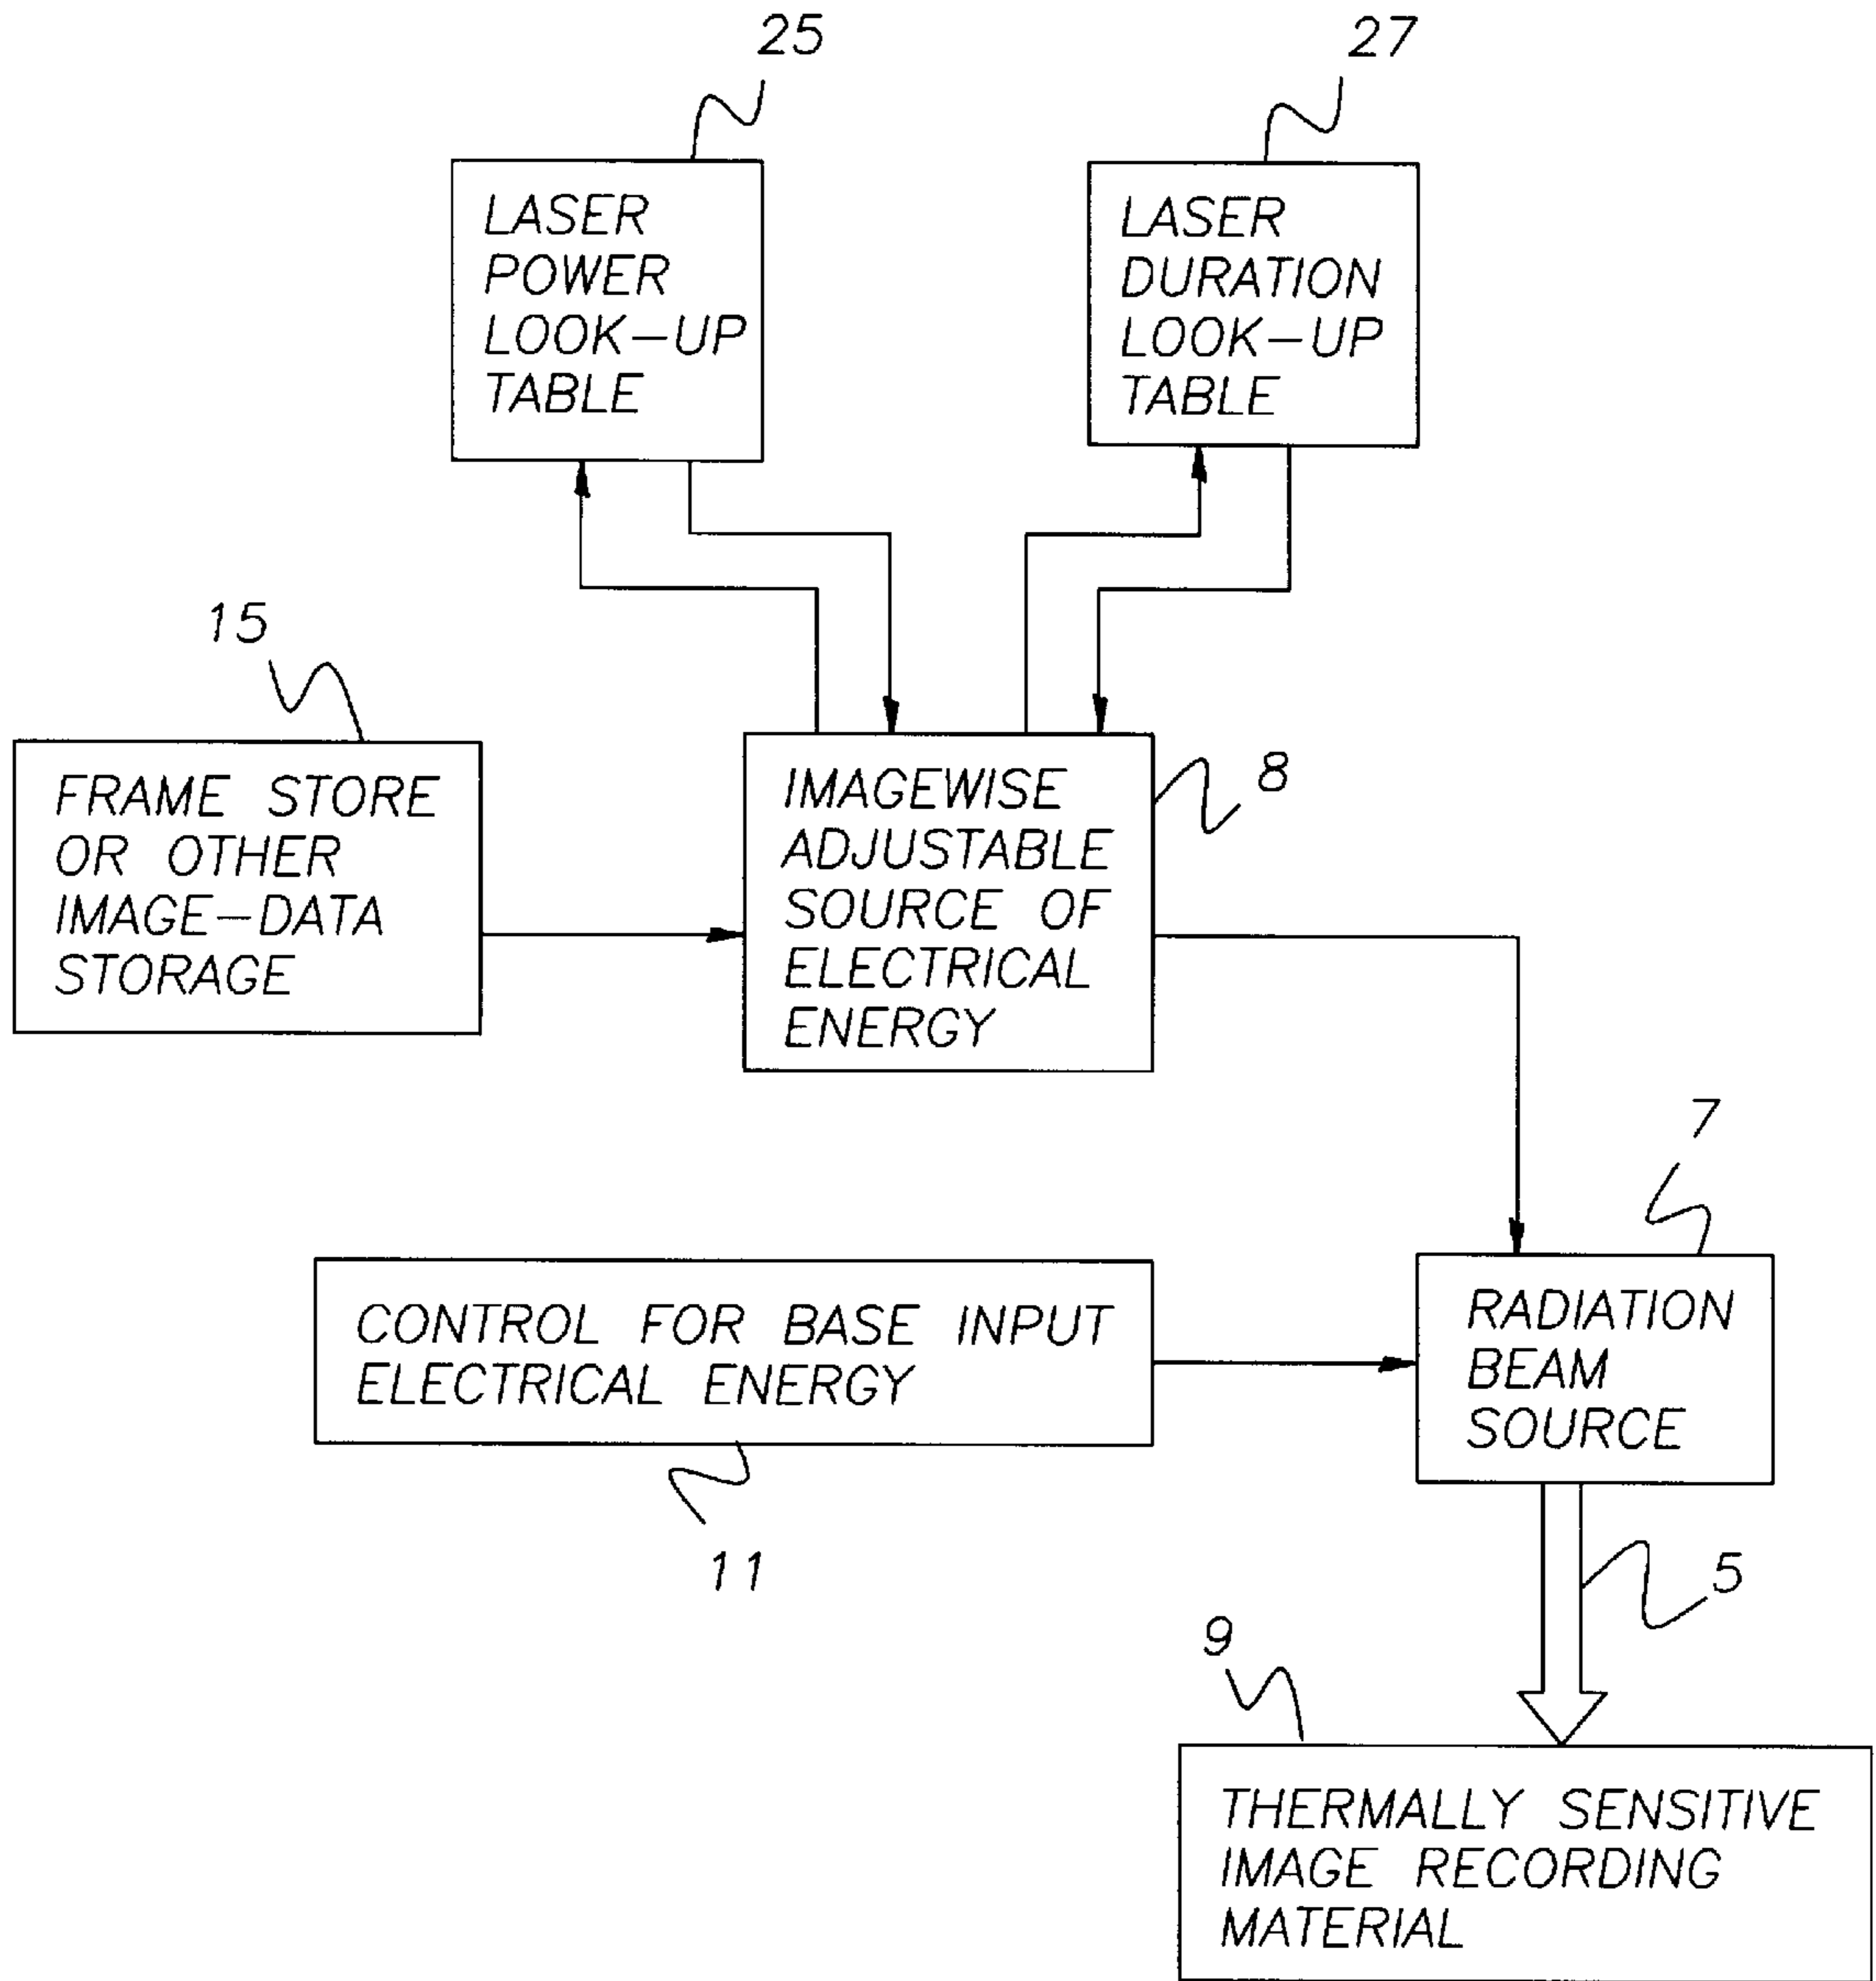 25
27
LASER
POWER
LOOK-UP
TABLE
LASER
DURATION
LOOK-UP
TABLE
15
8
FRAME STORE
OR OTHER
IMAGE-DATA
STORAGE
IMAGEWISE
ADJUSTABLE
SOURCE OF
ELECTRICAL
ENERGY
7
CONTROL FOR BASE INPUT
ELECTRICAL ENERGY
RADIATION
BEAM
SOURCE
11
5
9
THERMALLY SENSITIVE
IMAGE RECORDING
MATERIAL